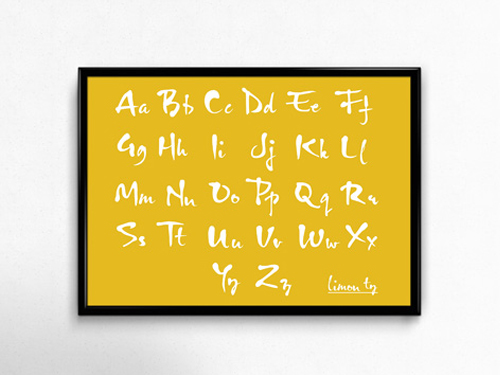 Aa Bb Cc Dd Ee Ff
Gg Hh Ii Jj Kk Ll
Mm Nn Oo Pp Qq Rr
Ss Tt Uu Vv Ww Xx
Yy Zz
limon tz